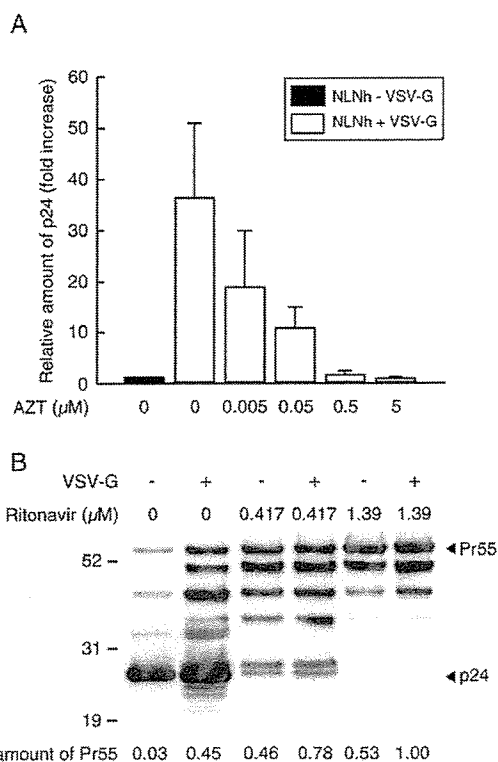 A
Relative amount of p24 (fold increase)
60
50
40
30
20
10
0
NLNh - VSV-G
NLNh + VSV-G
AZT (µM) 0 0 0.005 0.05 0.5 5
B
VSV-G - + - + - +
Ritonavir (µM) 0 0 0.417 0.417 1.39 1.39
52
31
19
Pr55
p24
amount of Pr55 0.03 0.45 0.46 0.78 0.53 1.00